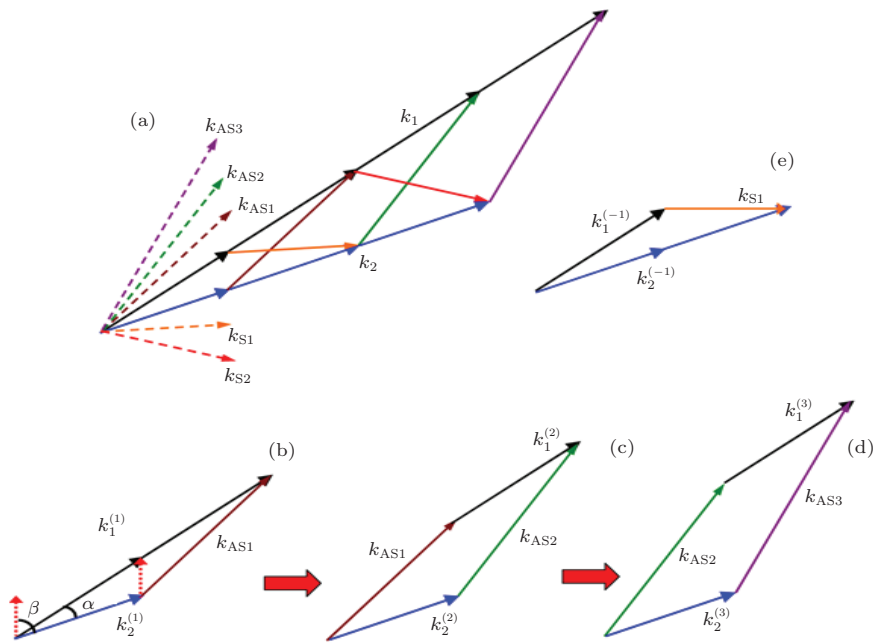 (a)
k_AS3
k_AS2
k_AS1
k_1
k_2
k_S1
k_S2
(e)
k_1^(-1)
k_S1
k_2^(-1)
(b)
k_1^(1)
k_AS1
β
α
k_2^(1)
(c)
k_1^(2)
k_AS1
k_AS2
k_2^(2)
(d)
k_1^(3)
k_AS3
k_AS2
k_2^(3)